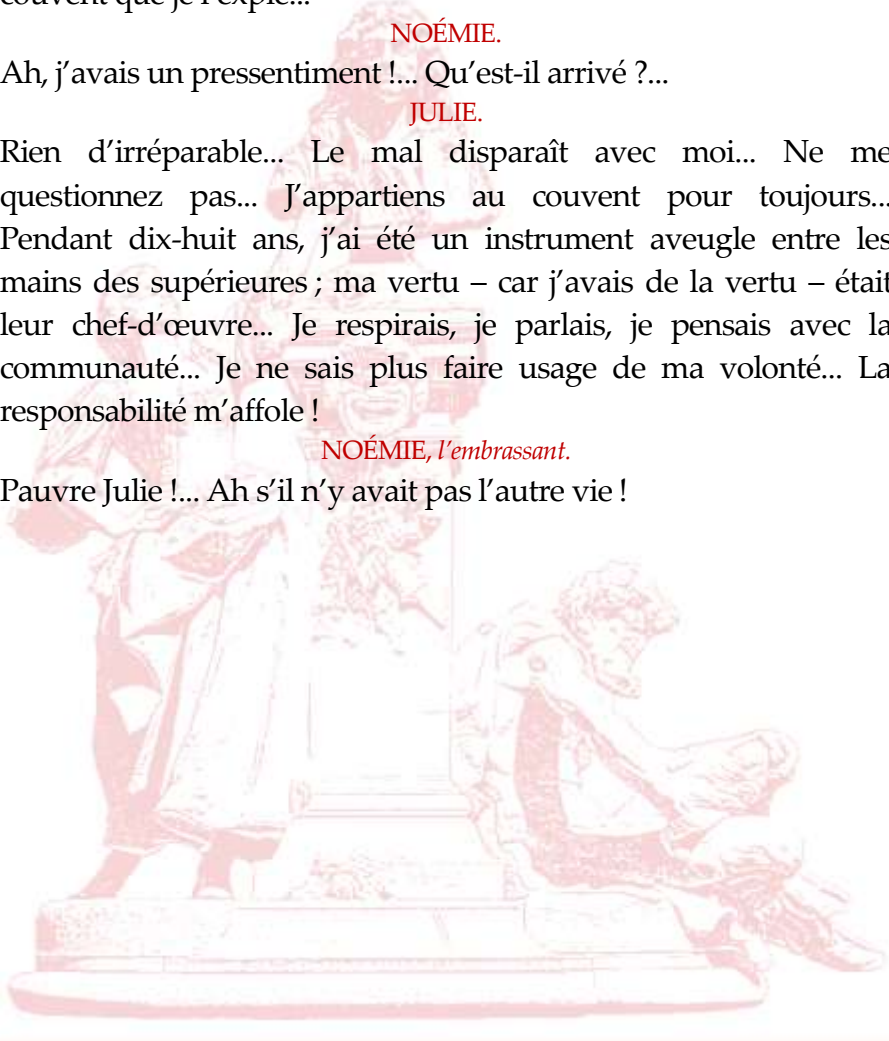 couvent que je l'expie...
NOÉMIE.
Ah, j’avais un pressentiment !... Qu’est-il arrivé ?...
JULIE.
Rien d’irréparable... Le mal disparaît avec moi... Ne me
questionnez pas... J’appartiens au couvent pour toujours...
Pendant dix-huit ans, j’ai été un instrument aveugle entre les
mains des supérieures ; ma vertu – car j’avais de la vertu – était
leur chef-d’œuvre... Je respirais, je parlais, je pensais avec la
communauté... Je ne sais plus faire usage de ma volonté... La
responsabilité m’affole !
NOÉMIE, l’embrassant.
Pauvre Julie !... Ah s’il n’y avait pas l’autre vie !